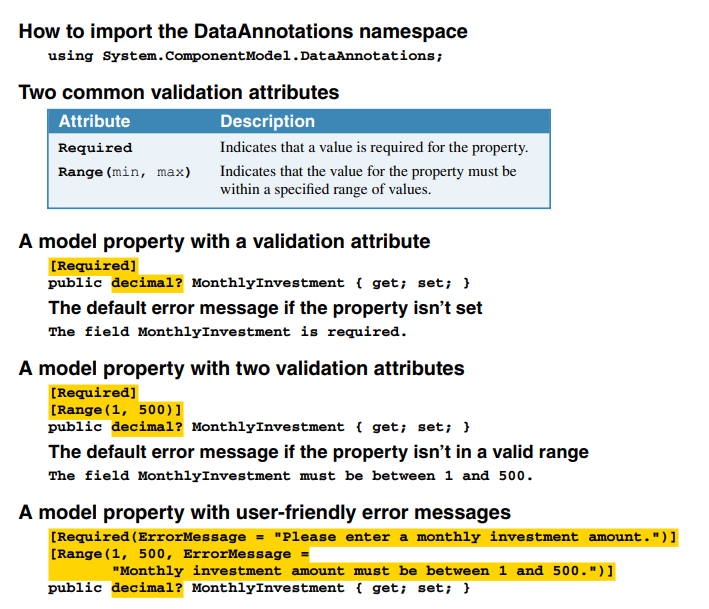 How to import the DataAnnotations namespace
using System.ComponentModel.DataAnnotations;
Two common validation attributes
Attribute Description
Required Indicates that a value is required for the property.
Range(min, max) Indicates that the value for the property must be
within a specified range of values.
A model property with a validation attribute
[Required]
public decimal? MonthlyInvestment { get; set; }
The default error message if the property isn’t set
The field MonthlyInvestment is required.
A model property with two validation attributes
[Required]
[Range(1, 500)]
public decimal? MonthlyInvestment { get; set; }
The default error message if the property isn’t in a valid range
The field MonthlyInvestment must be between 1 and 500.
A model property with user-friendly error messages
[Required(ErrorMessage = "Please enter a monthly investment amount.")]
[Range(1, 500, ErrorMessage =
"Monthly investment amount must be between 1 and 500.")]
public decimal? MonthlyInvestment { get; set; }